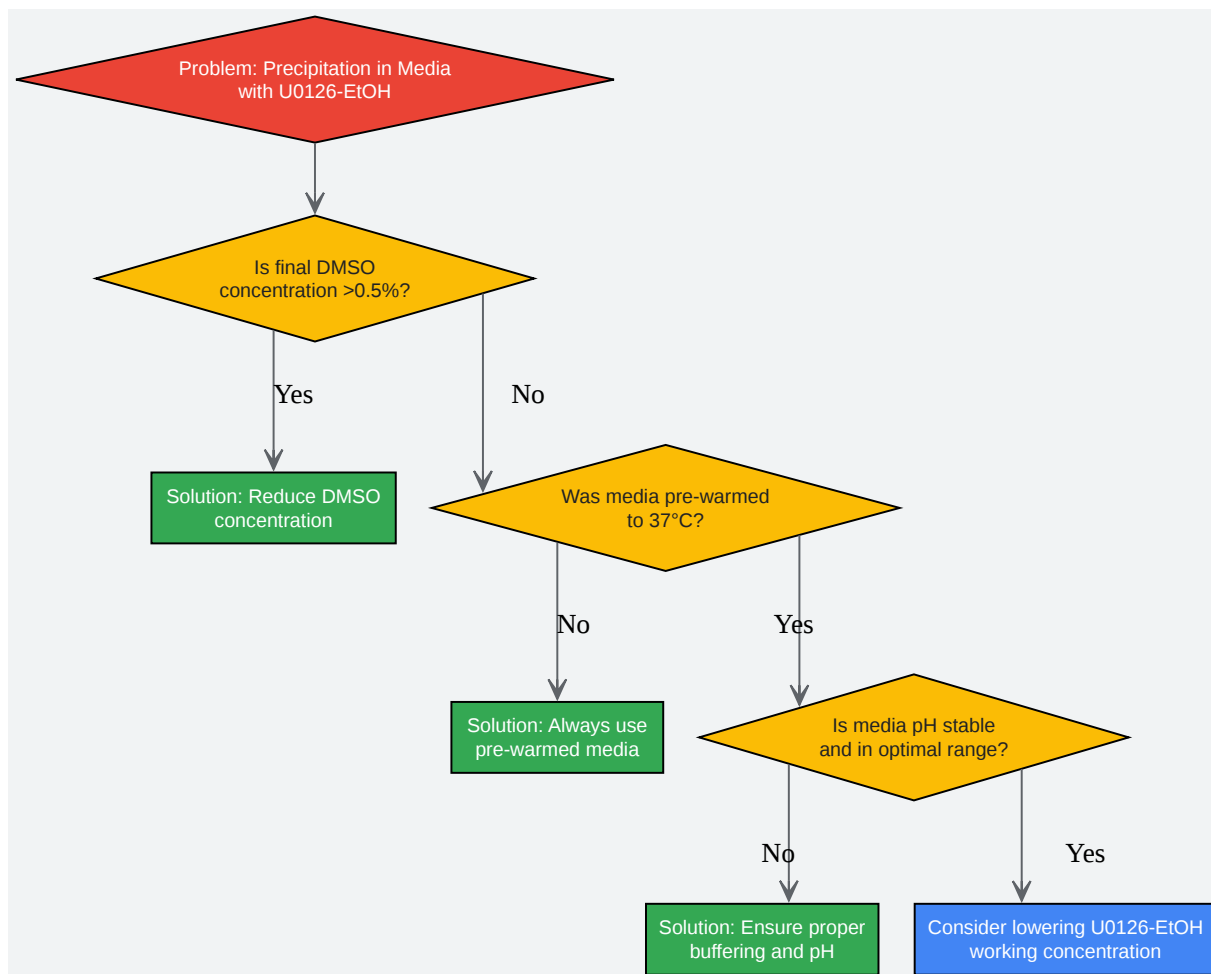 Problem: Precipitation in Media
with U0126-EtOH
Is final DMSO
concentration >0.5%?
Yes
No
Solution: Reduce DMSO
concentration
Was media pre-warmed
to 37°C?
No
Yes
Solution: Always use
pre-warmed media
Is media pH stable
and in optimal range?
No
Yes
Solution: Ensure proper
buffering and pH
Consider lowering U0126-EtOH
working concentration